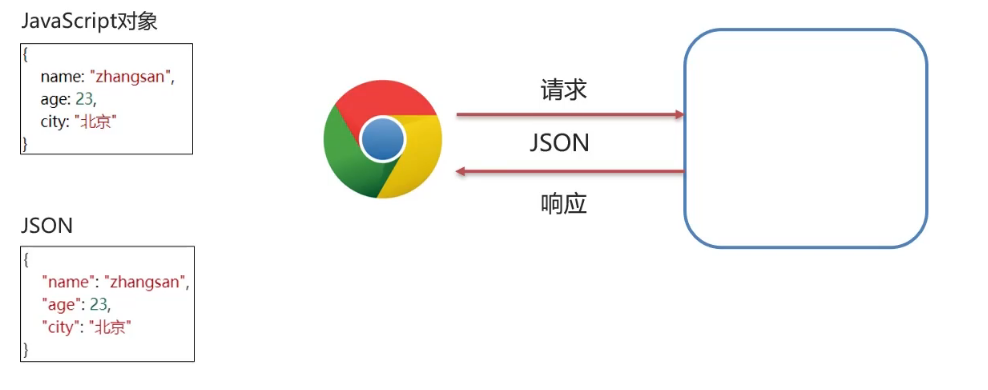 JavaScript对象
{
name: "zhangsan",
age: 23,
city: "北京"
}
请求
JSON
响应
JSON
{
"name": "zhangsan",
"age": 23,
"city": "北京"
}